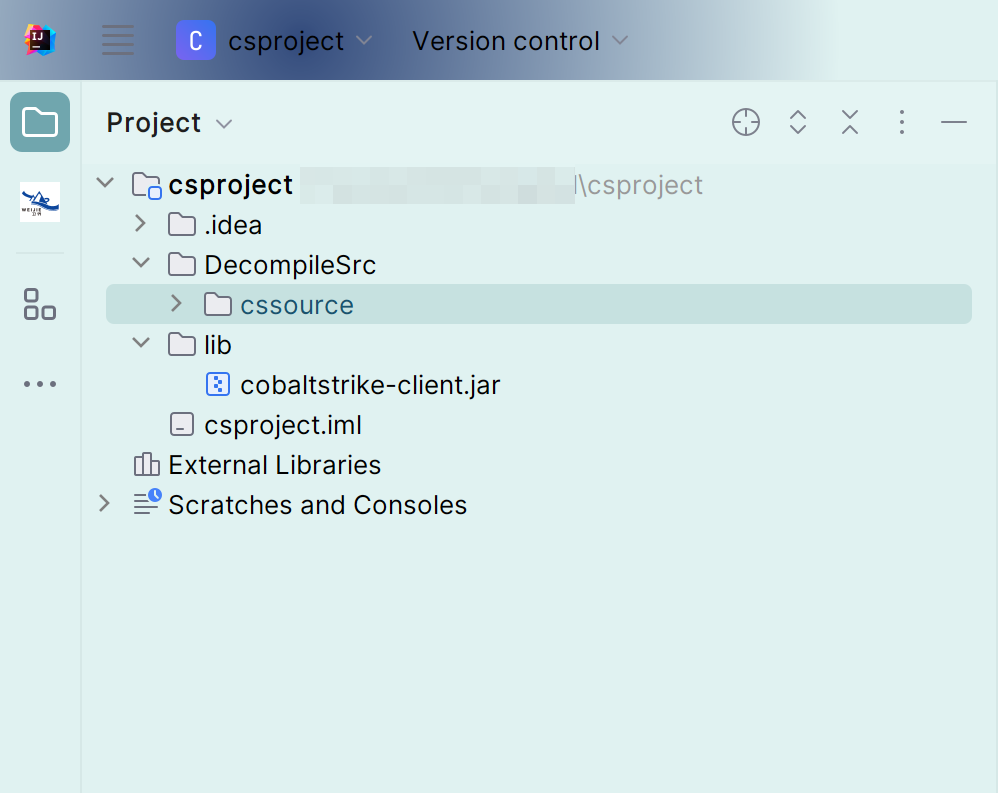 IJ
C csproject Version control
Project
csproject \csproject
.idea
WEIJIE
DecompileSrc
cssource
lib
cobaltstrike-client.jar
csproject.iml
External Libraries
Scratches and Consoles